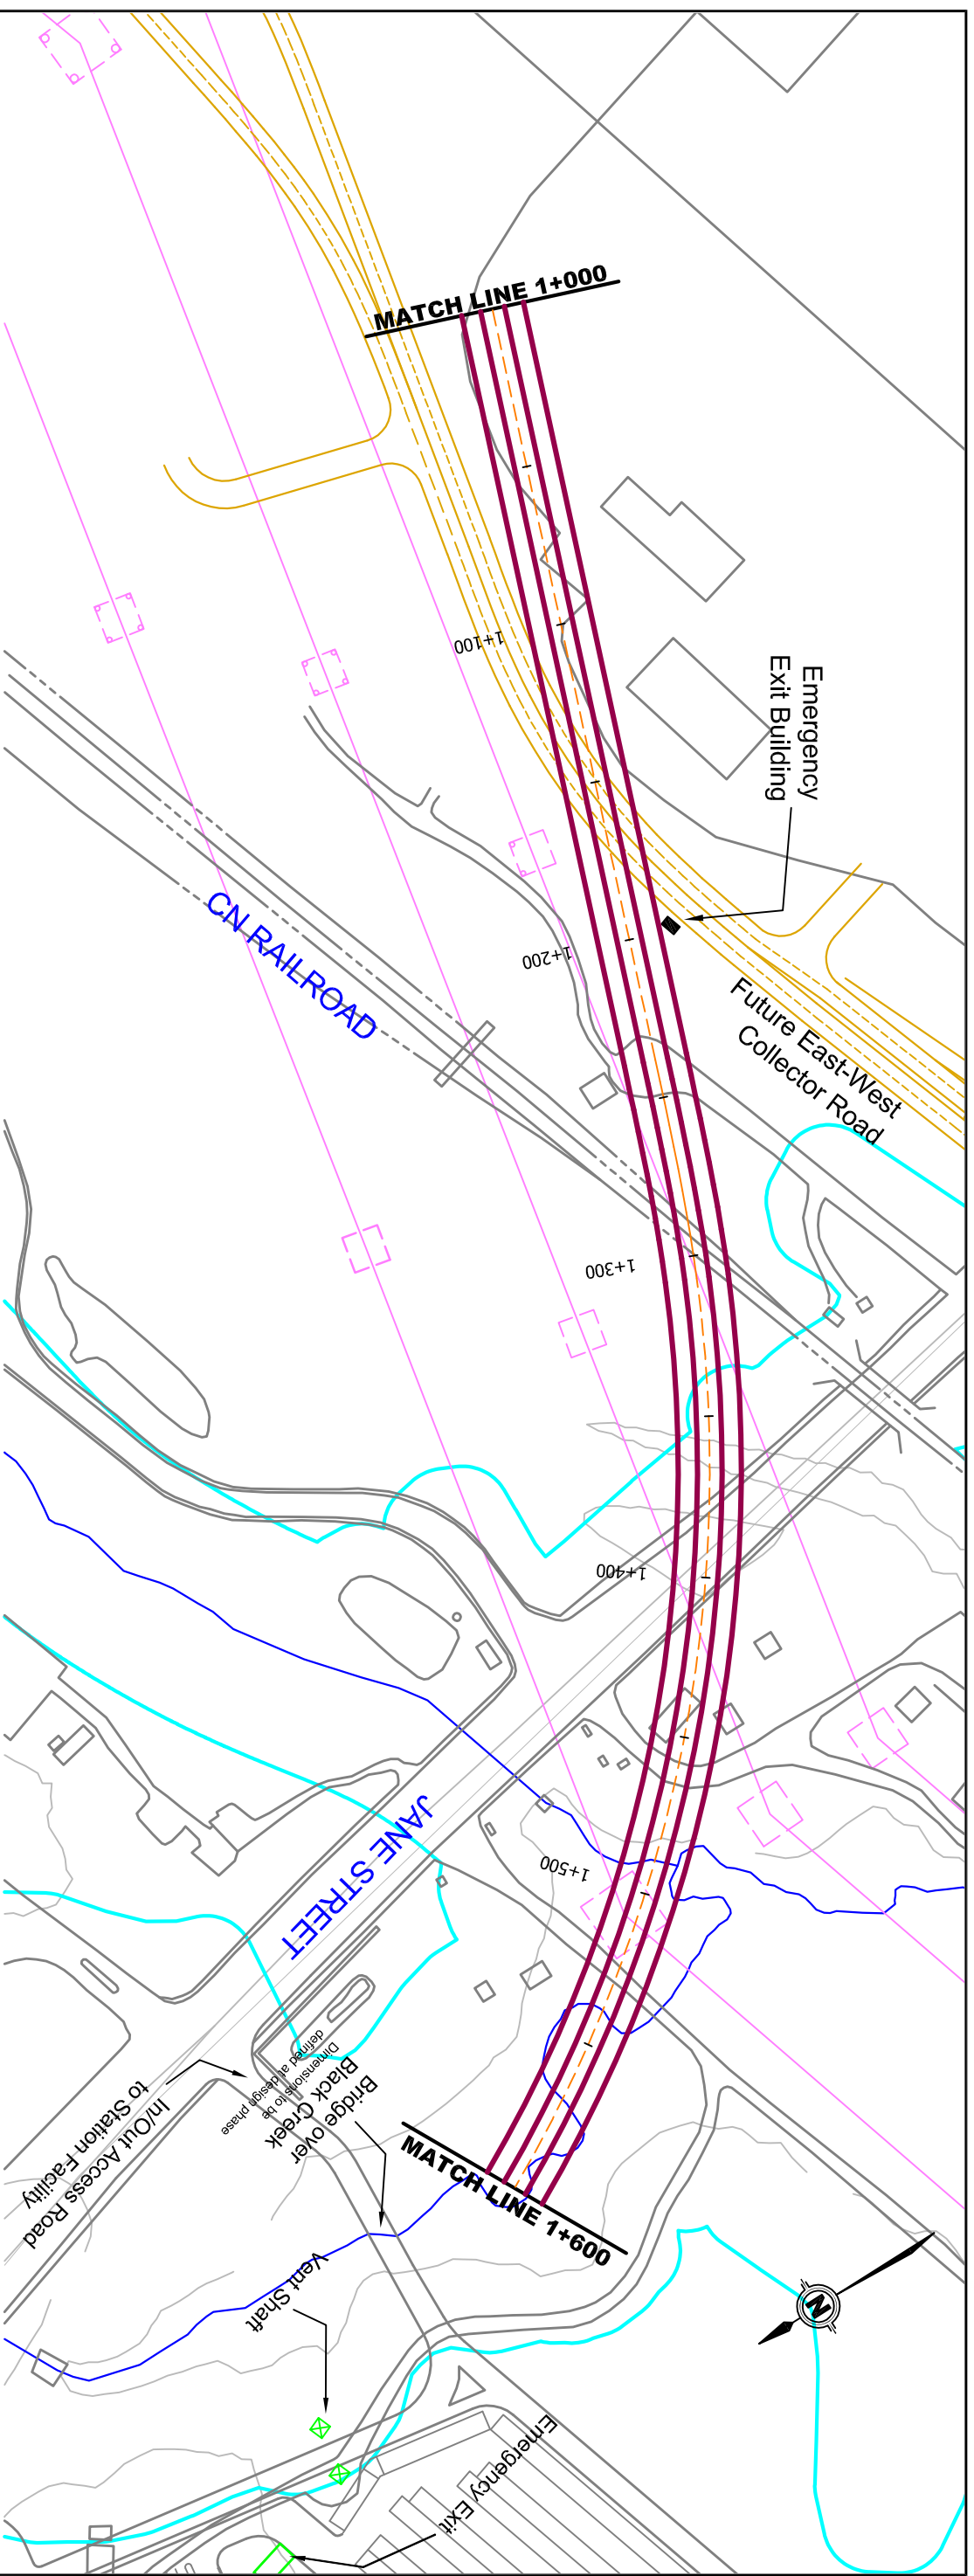 MATCH LINE 1+000
1+100
Emergency
Exit Building
CN RAILROAD
1+200
Future East-West
Collector Road
1+300
1+400
JANE STREET
1+500
Bridge over
Black Creek
Dimensions to be
defined at design phase
In/Out Access Road
to Station Facility
MATCH LINE 1+600
Vent Shaft
N
Emergency Exit